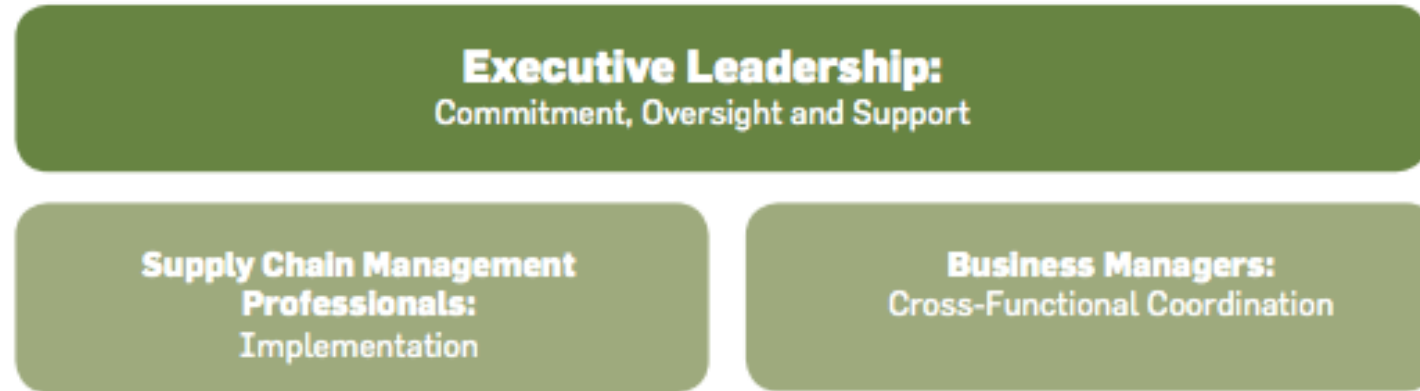 Executive Leadership:
Commitment, Oversight and Support
Supply Chain Management
Professionals:
Implementation
Business Managers:
Cross-Functional Coordination